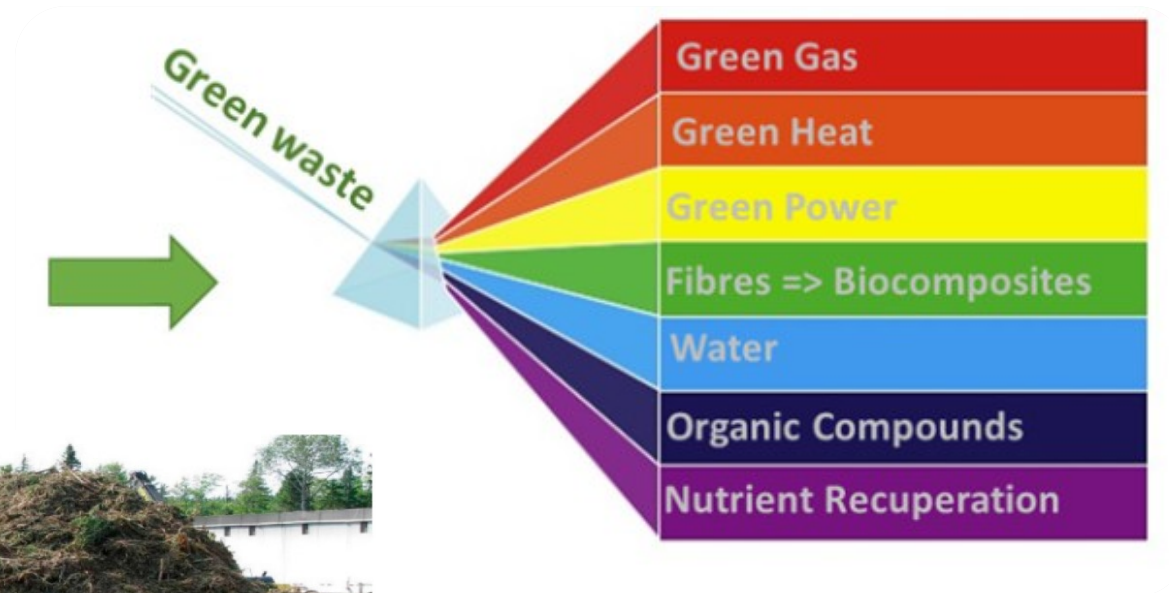 Green waste
Green Gas
Green Heat
Green Power
Fibres => Biocomposites
Water
Organic Compounds
Nutrient Recuperation